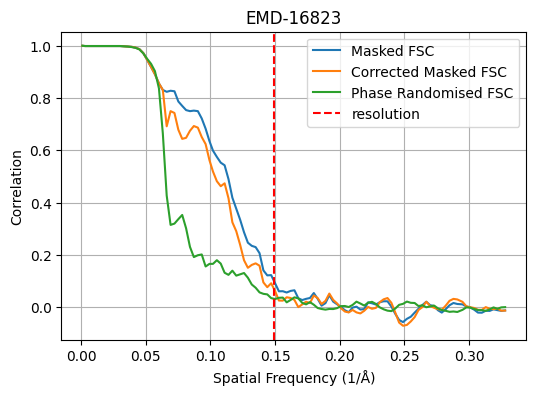 EMD-16823
Masked FSC
Corrected Masked FSC
Phase Randomised FSC
resolution
Correlation
1.0
0.8
0.6
0.4
0.2
0.0
0.00 0.05 0.10 0.15 0.20 0.25 0.30
Spatial Frequency (1/Å)